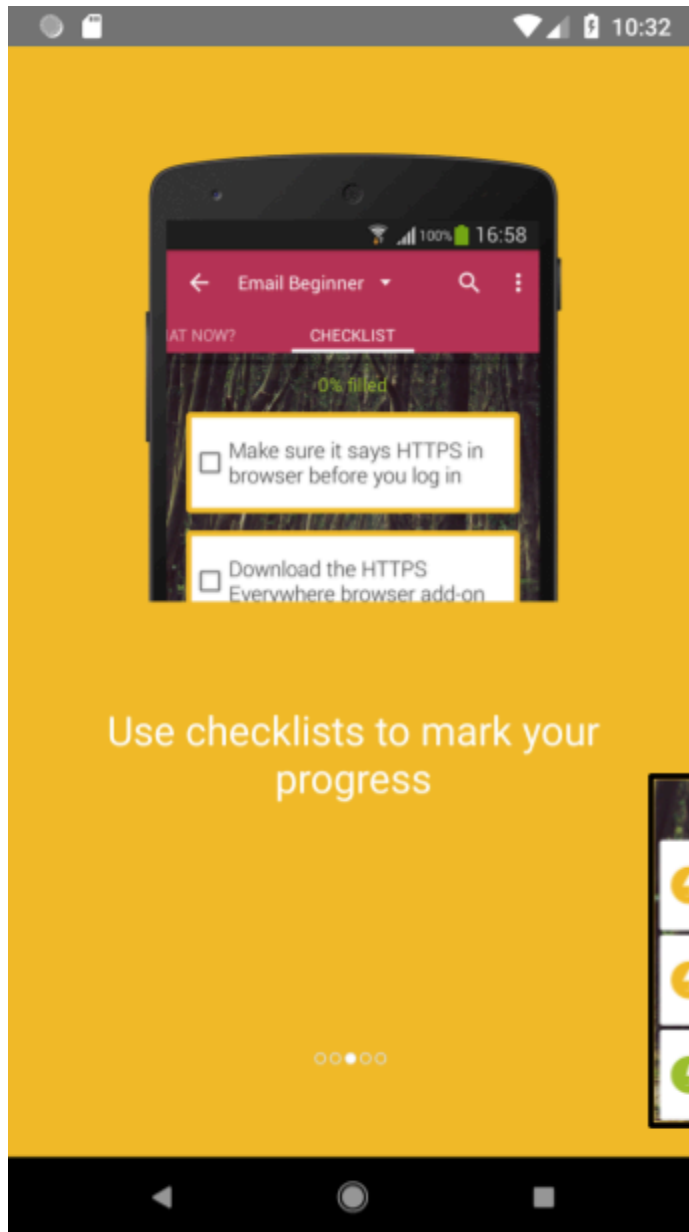 10:32
100% 16:58
Email Beginner
AT NOW?
CHECKLIST
0% filled
Make sure it says HTTPS in
browser before you log in
Download the HTTPS
Everywhere browser add-on
Use checklists to mark your
progress